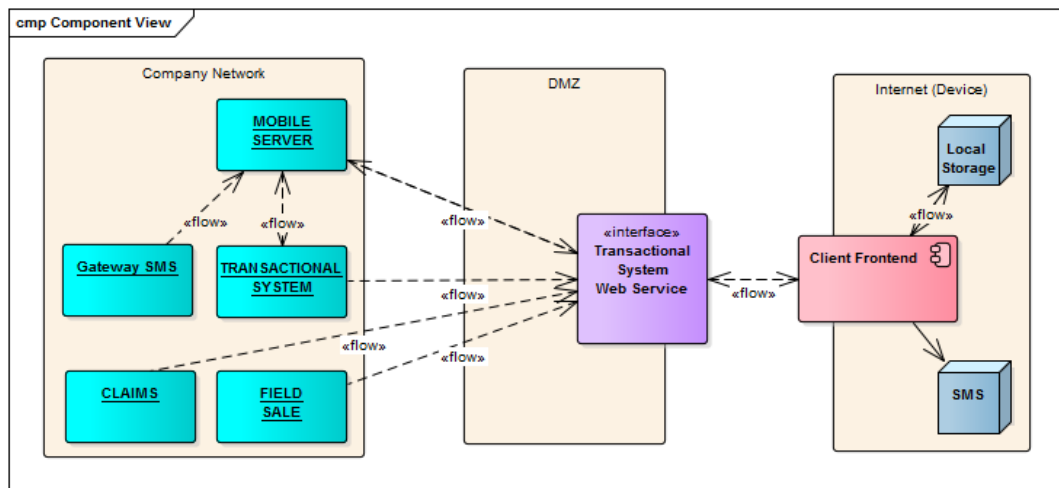 cmp Component View
Company Network
MOBILE
SERVER
«flow»
«flow»
Gateway SMS
TRANSACTIONAL
SYSTEM
CLAIMS
FIELD
SALE
DMZ
«flow»
«flow»
«flow»
«flow»
«interface»
Transactional
System
Web Service
«flow»
Internet (Device)
Local
Storage
«flow»
Client Frontend
SMS